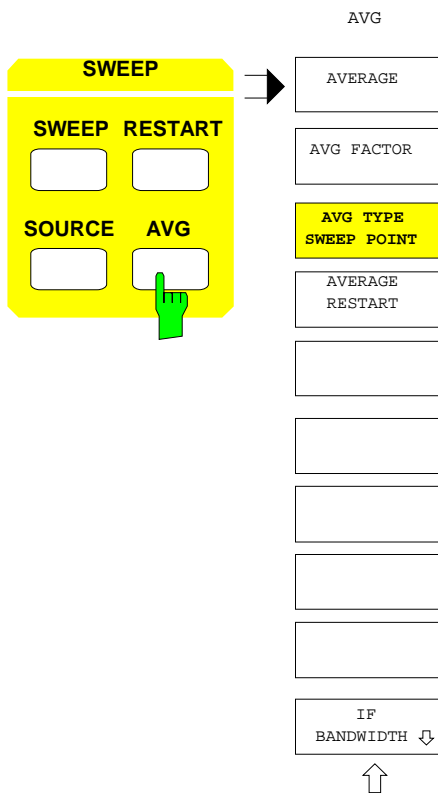 SWEEP
SWEEP RESTART
SOURCE AVG
AVG
AVERAGE
AVG FACTOR
AVG TYPE
SWEEP POINT
AVERAGE
RESTART
IF
BANDWIDTH